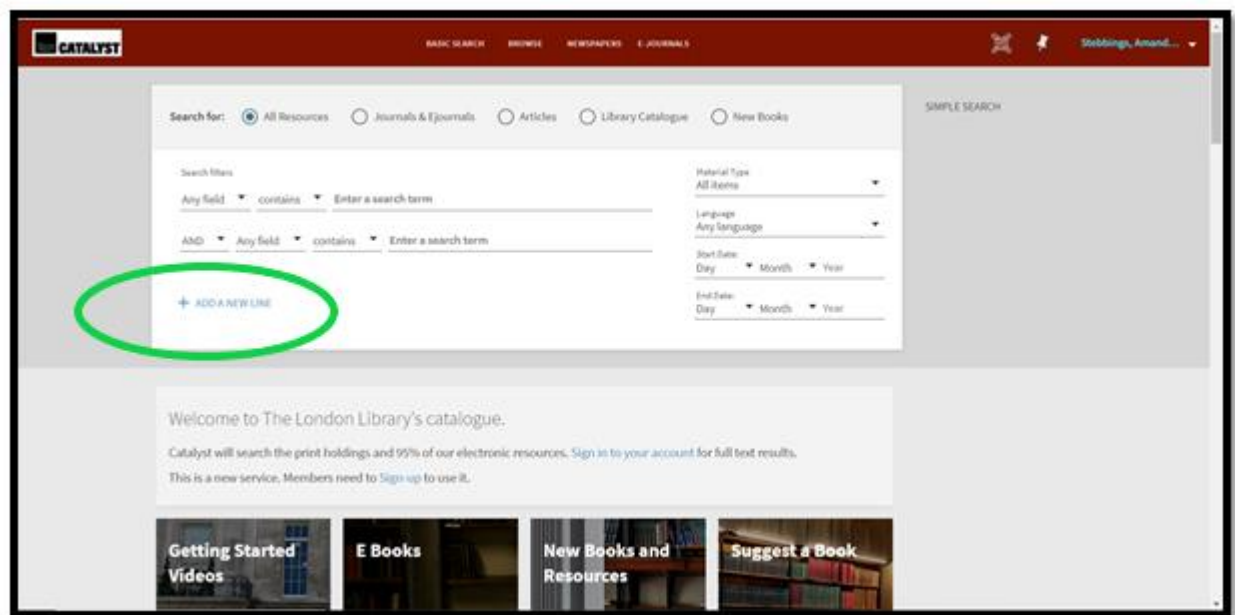 CATALYST
BASIC SEARCH BROWSE NEWSPAPERS E-JOURNALS
Stebbings, Amand...
Search for: All Resources Journals & Ejournals Articles Library Catalogue New Books
SIMPLE SEARCH
Search filters
Any field contains Enter a search term
AND Any field contains Enter a search term
+ ADD A NEW LINE
Material Type
All items
Language
Any language
Start Date:
Day Month Year
End Date:
Day Month Year
Welcome to The London Library's catalogue.
Catalyst will search the print holdings and 95% of our electronic resources. Sign in to your account for full text results.
This is a new service. Members need to Sign-up to use it.
Getting Started
Videos
E Books
New Books and
Resources
Suggest a Book